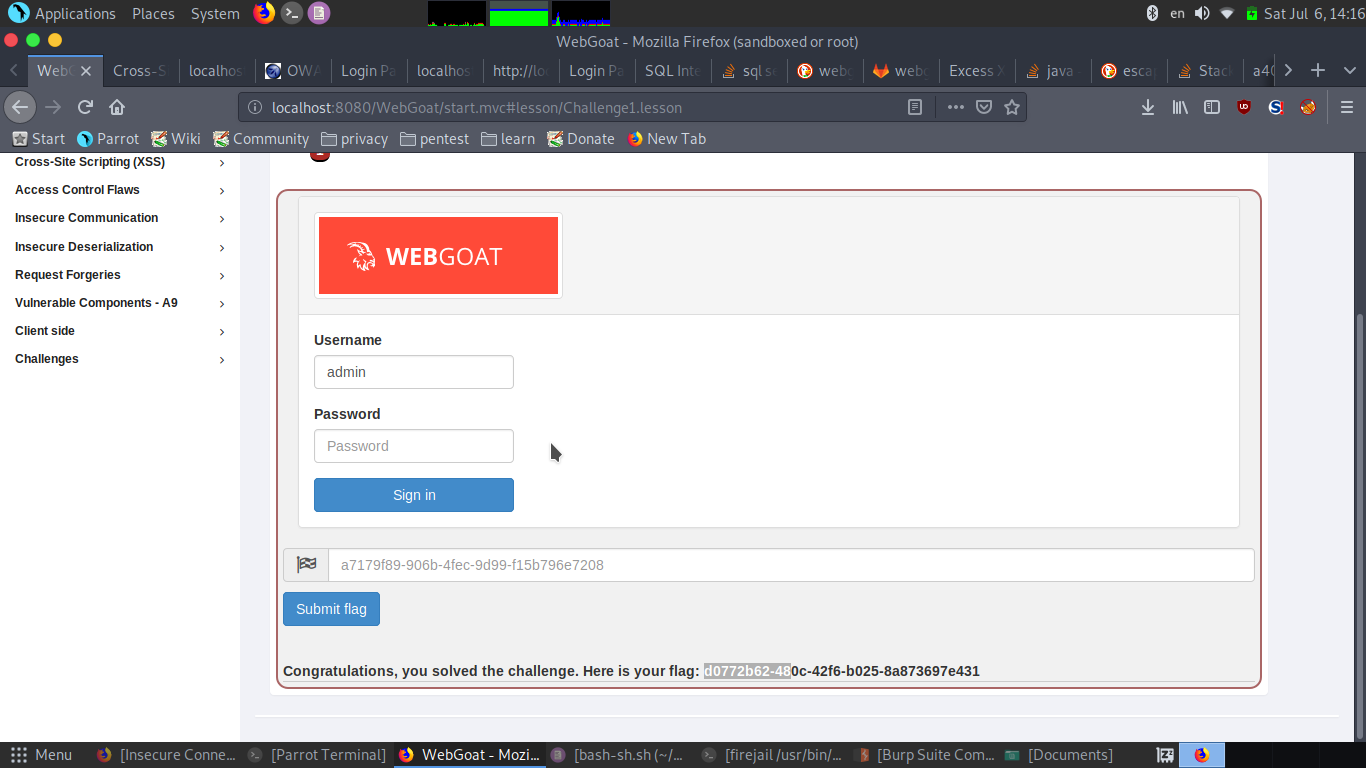 Applications Places System en Sat Jul 6, 14:16
WebGoat - Mozilla Firefox (sandboxed or root)
WebG Cross-S localhos OWA Login Pa localhos http://lo Login Pa SQL Inte sql se webg webg Excess X java escap Stack a40
localhost:8080/WebGoat/start.mvc#lesson/Challenge1.lesson
Start Parrot Wiki Community privacy pentest learn Donate New Tab
Cross-Site Scripting (XSS)
Access Control Flaws
Insecure Communication
Insecure Deserialization
Request Forgeries
Vulnerable Components - A9
Client side
Challenges
WEBGOAT
Username
admin
Password
Password
Sign in
a7179f89-906b-4fec-9d99-f15b796e7208
Submit flag
Congratulations, you solved the challenge. Here is your flag: d0772b62-480c-42f6-b025-8a873697e431
Menu [Insecure Conne... [Parrot Terminal] WebGoat - Mozi... [bash-sh.sh (~/... [firejail /usr/bin/... [Burp Suite Com... [Documents]